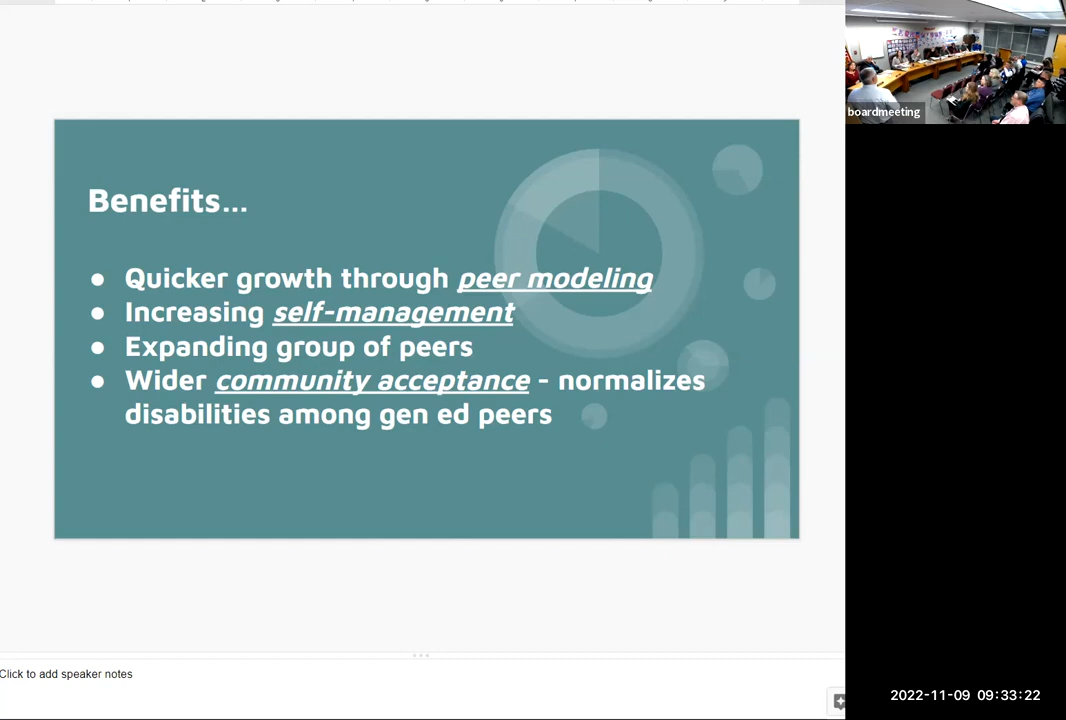 boardmeeting
Benefits...
● Quicker growth through peer modeling
● Increasing self-management
● Expanding group of peers
● Wider community acceptance - normalizes
disabilities among gen ed peers
Click to add speaker notes
2022-11-09 09:33:22